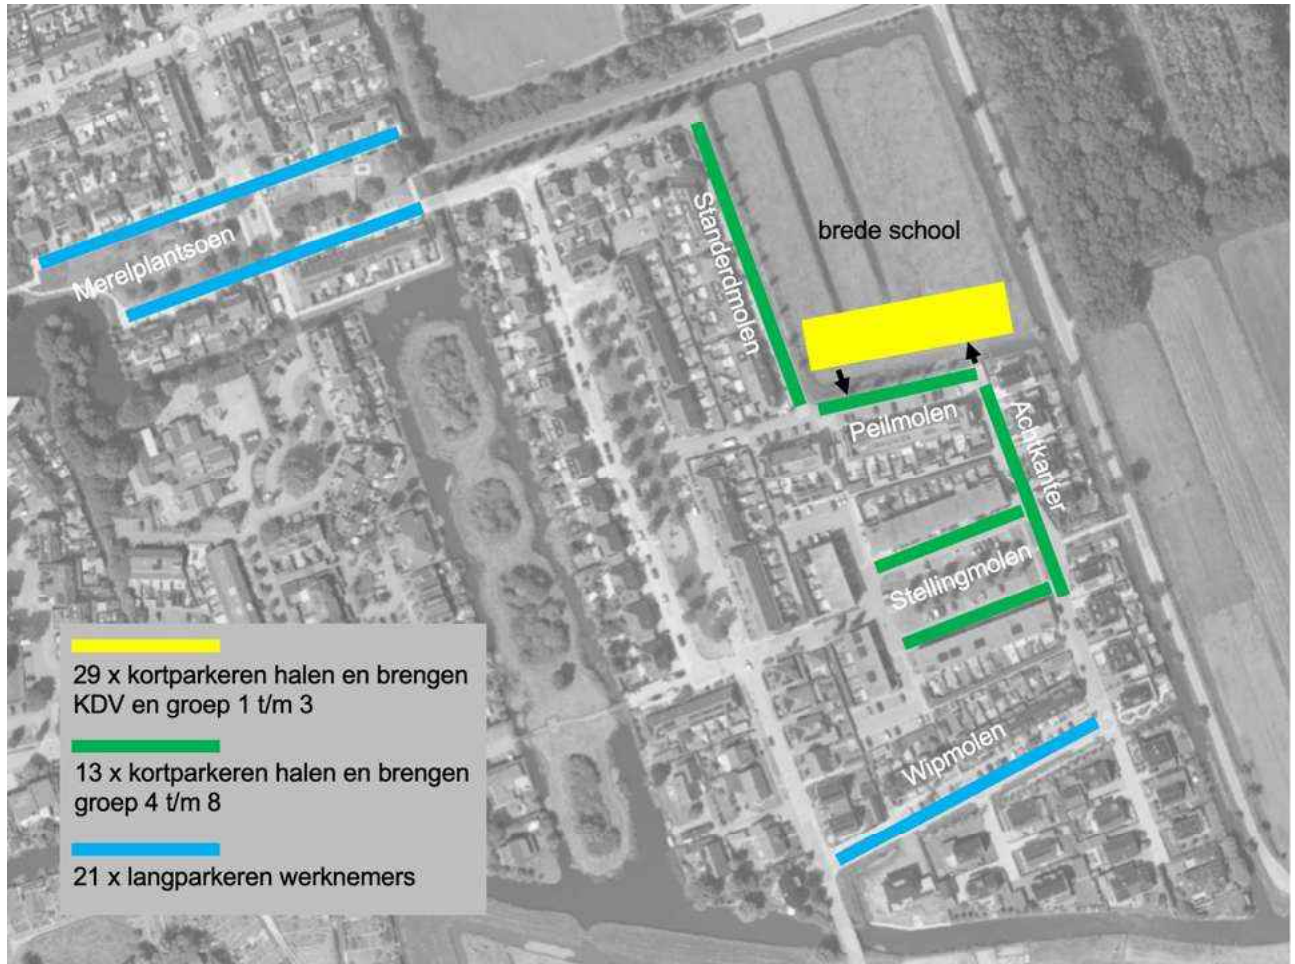 brede school
Merelplantsoen
Standerdmolen
Peilmolen
Achtkanter
Stellingmolen
Wipmolen
29 x kortparkeren halen en brengen
KDV en groep 1 t/m 3
13 x kortparkeren halen en brengen
groep 4 t/m 8
21 x langparkeren werknemers